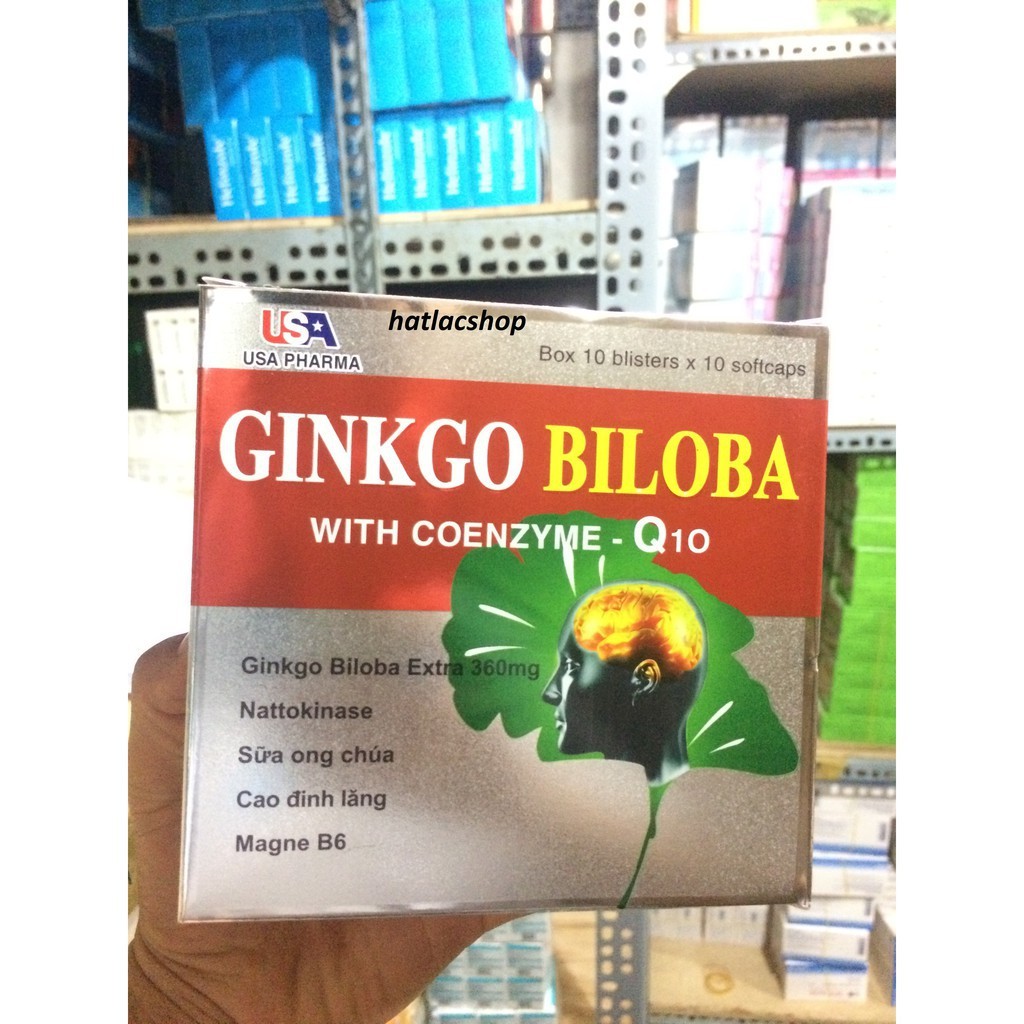 USA
USA PHARMA
hatlacshop
Box 10 blisters x 10 softcaps
GINKGO BILOBA
WITH COENZYME - Q10
Ginkgo Biloba Extra 360mg
Nattokinase
Sữa ong chúa
Cao đinh lăng
Magne B6